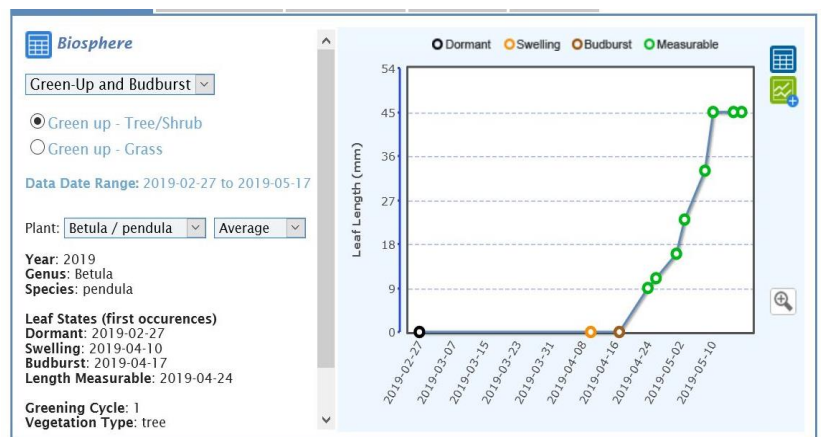 Biosphere
Green-Up and Budburst
Green up - Tree/Shrub
Green up - Grass
Data Date Range: 2019-02-27 to 2019-05-17
Plant: Betula / pendula Average
Year: 2019
Genus: Betula
Species: pendula
Leaf States (first occurences)
Dormant: 2019-02-27
Swelling: 2019-04-10
Budburst: 2019-04-17
Length Measurable: 2019-04-24
Greening Cycle: 1
Vegetation Type: tree
Dormant Swelling Budburst Measurable
Leaf Length (mm)
54
45
36
27
18
9
0
2019-02-27
2019-03-07
2019-03-15
2019-03-23
2019-03-31
2019-04-08
2019-04-16
2019-04-24
2019-05-02
2019-05-10